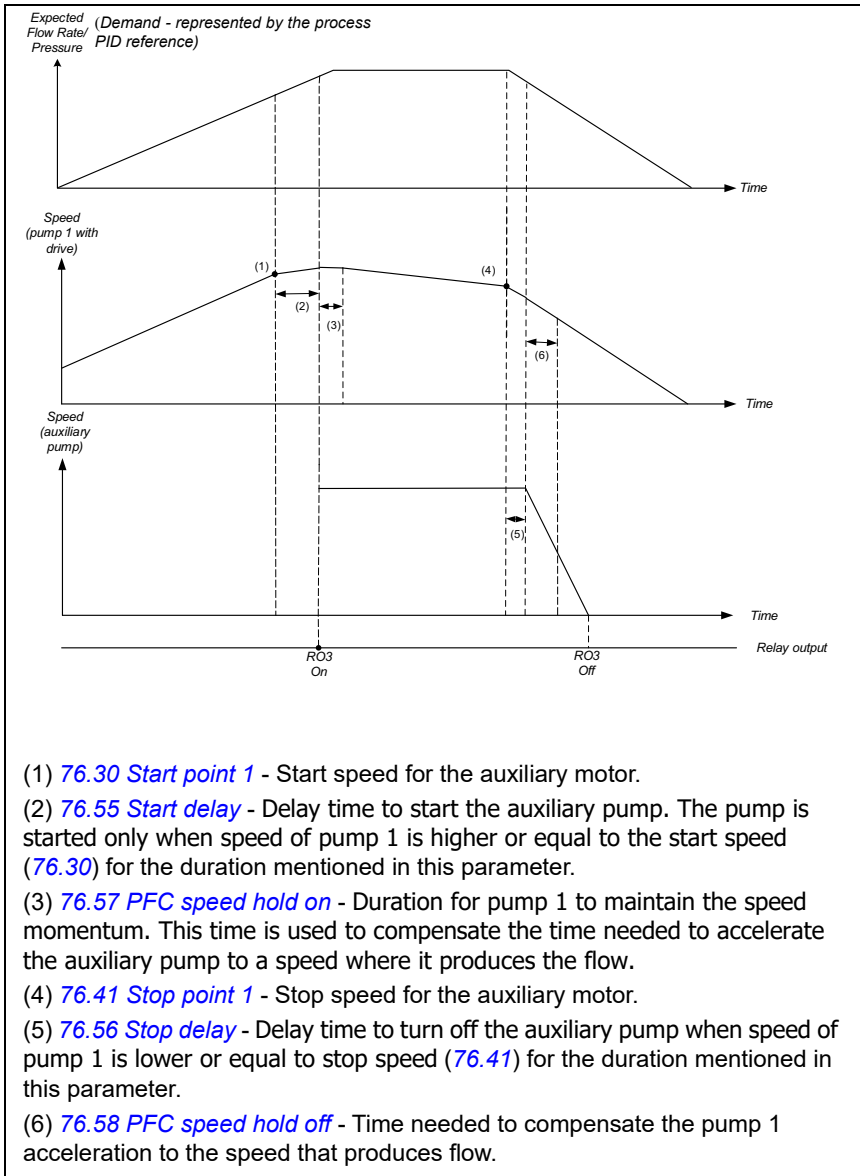 Expected
Flow Rate/
Pressure
(Demand - represented by the process
PID reference)
Time
Speed
(pump 1 with
drive)
(1)
(2)
(3)
(4)
(6)
Time
Speed
(auxiliary
pump)
(5)
Time
Relay output
RO3
On
RO3
Off
(1) 76.30 Start point 1 - Start speed for the auxiliary motor.
(2) 76.55 Start delay - Delay time to start the auxiliary pump. The pump is
started only when speed of pump 1 is higher or equal to the start speed
(76.30) for the duration mentioned in this parameter.
(3) 76.57 PFC speed hold on - Duration for pump 1 to maintain the speed
momentum. This time is used to compensate the time needed to accelerate
the auxiliary pump to a speed where it produces the flow.
(4) 76.41 Stop point 1 - Stop speed for the auxiliary motor.
(5) 76.56 Stop delay - Delay time to turn off the auxiliary pump when speed of
pump 1 is lower or equal to stop speed (76.41) for the duration mentioned in
this parameter.
(6) 76.58 PFC speed hold off - Time needed to compensate the pump 1
acceleration to the speed that produces flow.